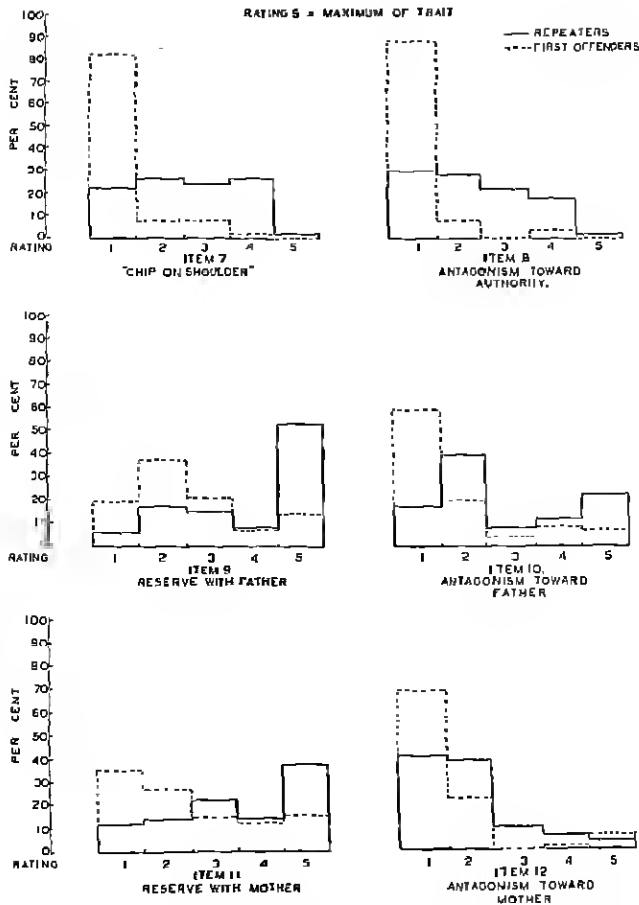 RATING 5 = MAXIMUM OF TRAIT
REPEATERS
FIRST OFFENDERS
PER CENT
100
90
80
70
60
50
40
30
20
10
0
RATING
1 2 3 4 5
ITEM 7
"CHIP ON SHOULDER"
1 2 3 4 5
ITEM 8
ANTAGONISM TOWARD
AUTHORITY.
PER CENT
100
90
80
70
60
50
40
30
20
10
RATING
1 2 3 4 5
ITEM 9
RESERVE WITH FATHER
1 2 3 4 5
ITEM 10.
ANTAGONISM TOWARD
FATHER
PER CENT
100
90
80
70
60
50
40
30
20
10
0
RATING
1 2 3 4 5
ITEM 11
RESERVE WITH MOTHER
1 2 3 4 5
ITEM 12
ANTAGONISM TOWARD
MOTHER